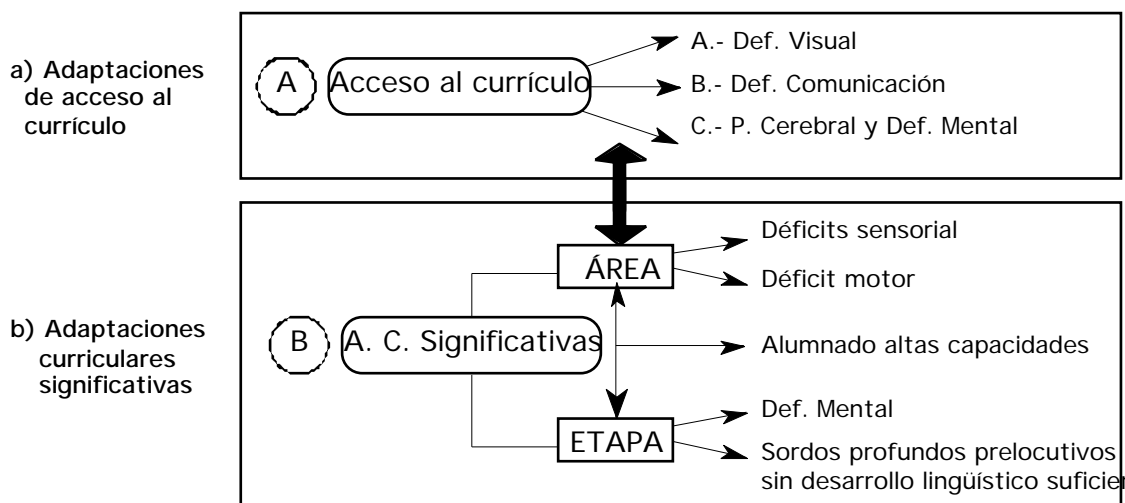 a) Adaptaciones
de acceso al
currículo
A
Acceso al currículo
A.- Def. Visual
B.- Def. Comunicación
C.- P. Cerebral y Def. Mental
b) Adaptaciones
curriculares
significativas
B
A. C. Significativas
ÁREA
Déficits sensorial
Déficit motor
Alumnado altas capacidades
ETAPA
Def. Mental
Sordos profundos prelocutivos
sin desarrollo lingüístico